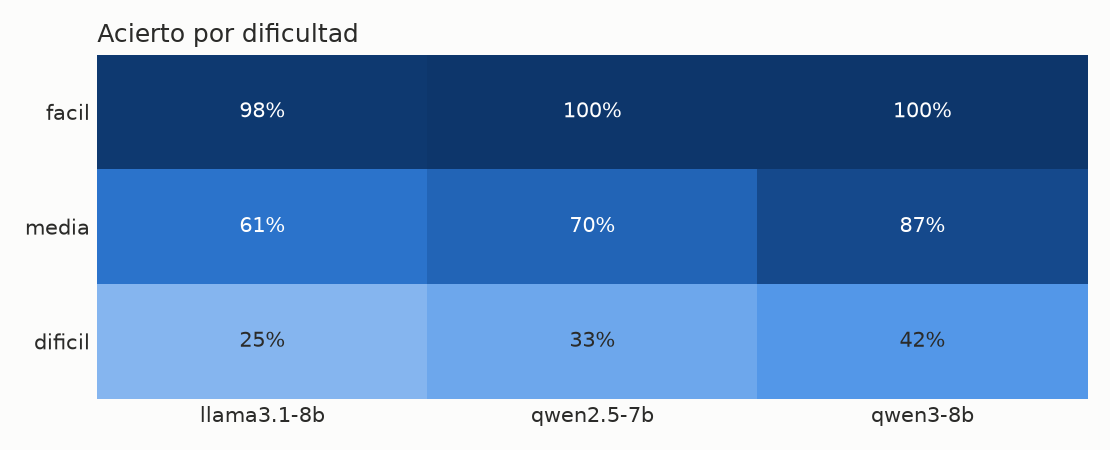 Acierto por dificultad
facil 98% 100% 100%
media 61% 70% 87%
dificil 25% 33% 42%
llama3.1-8b qwen2.5-7b qwen3-8b